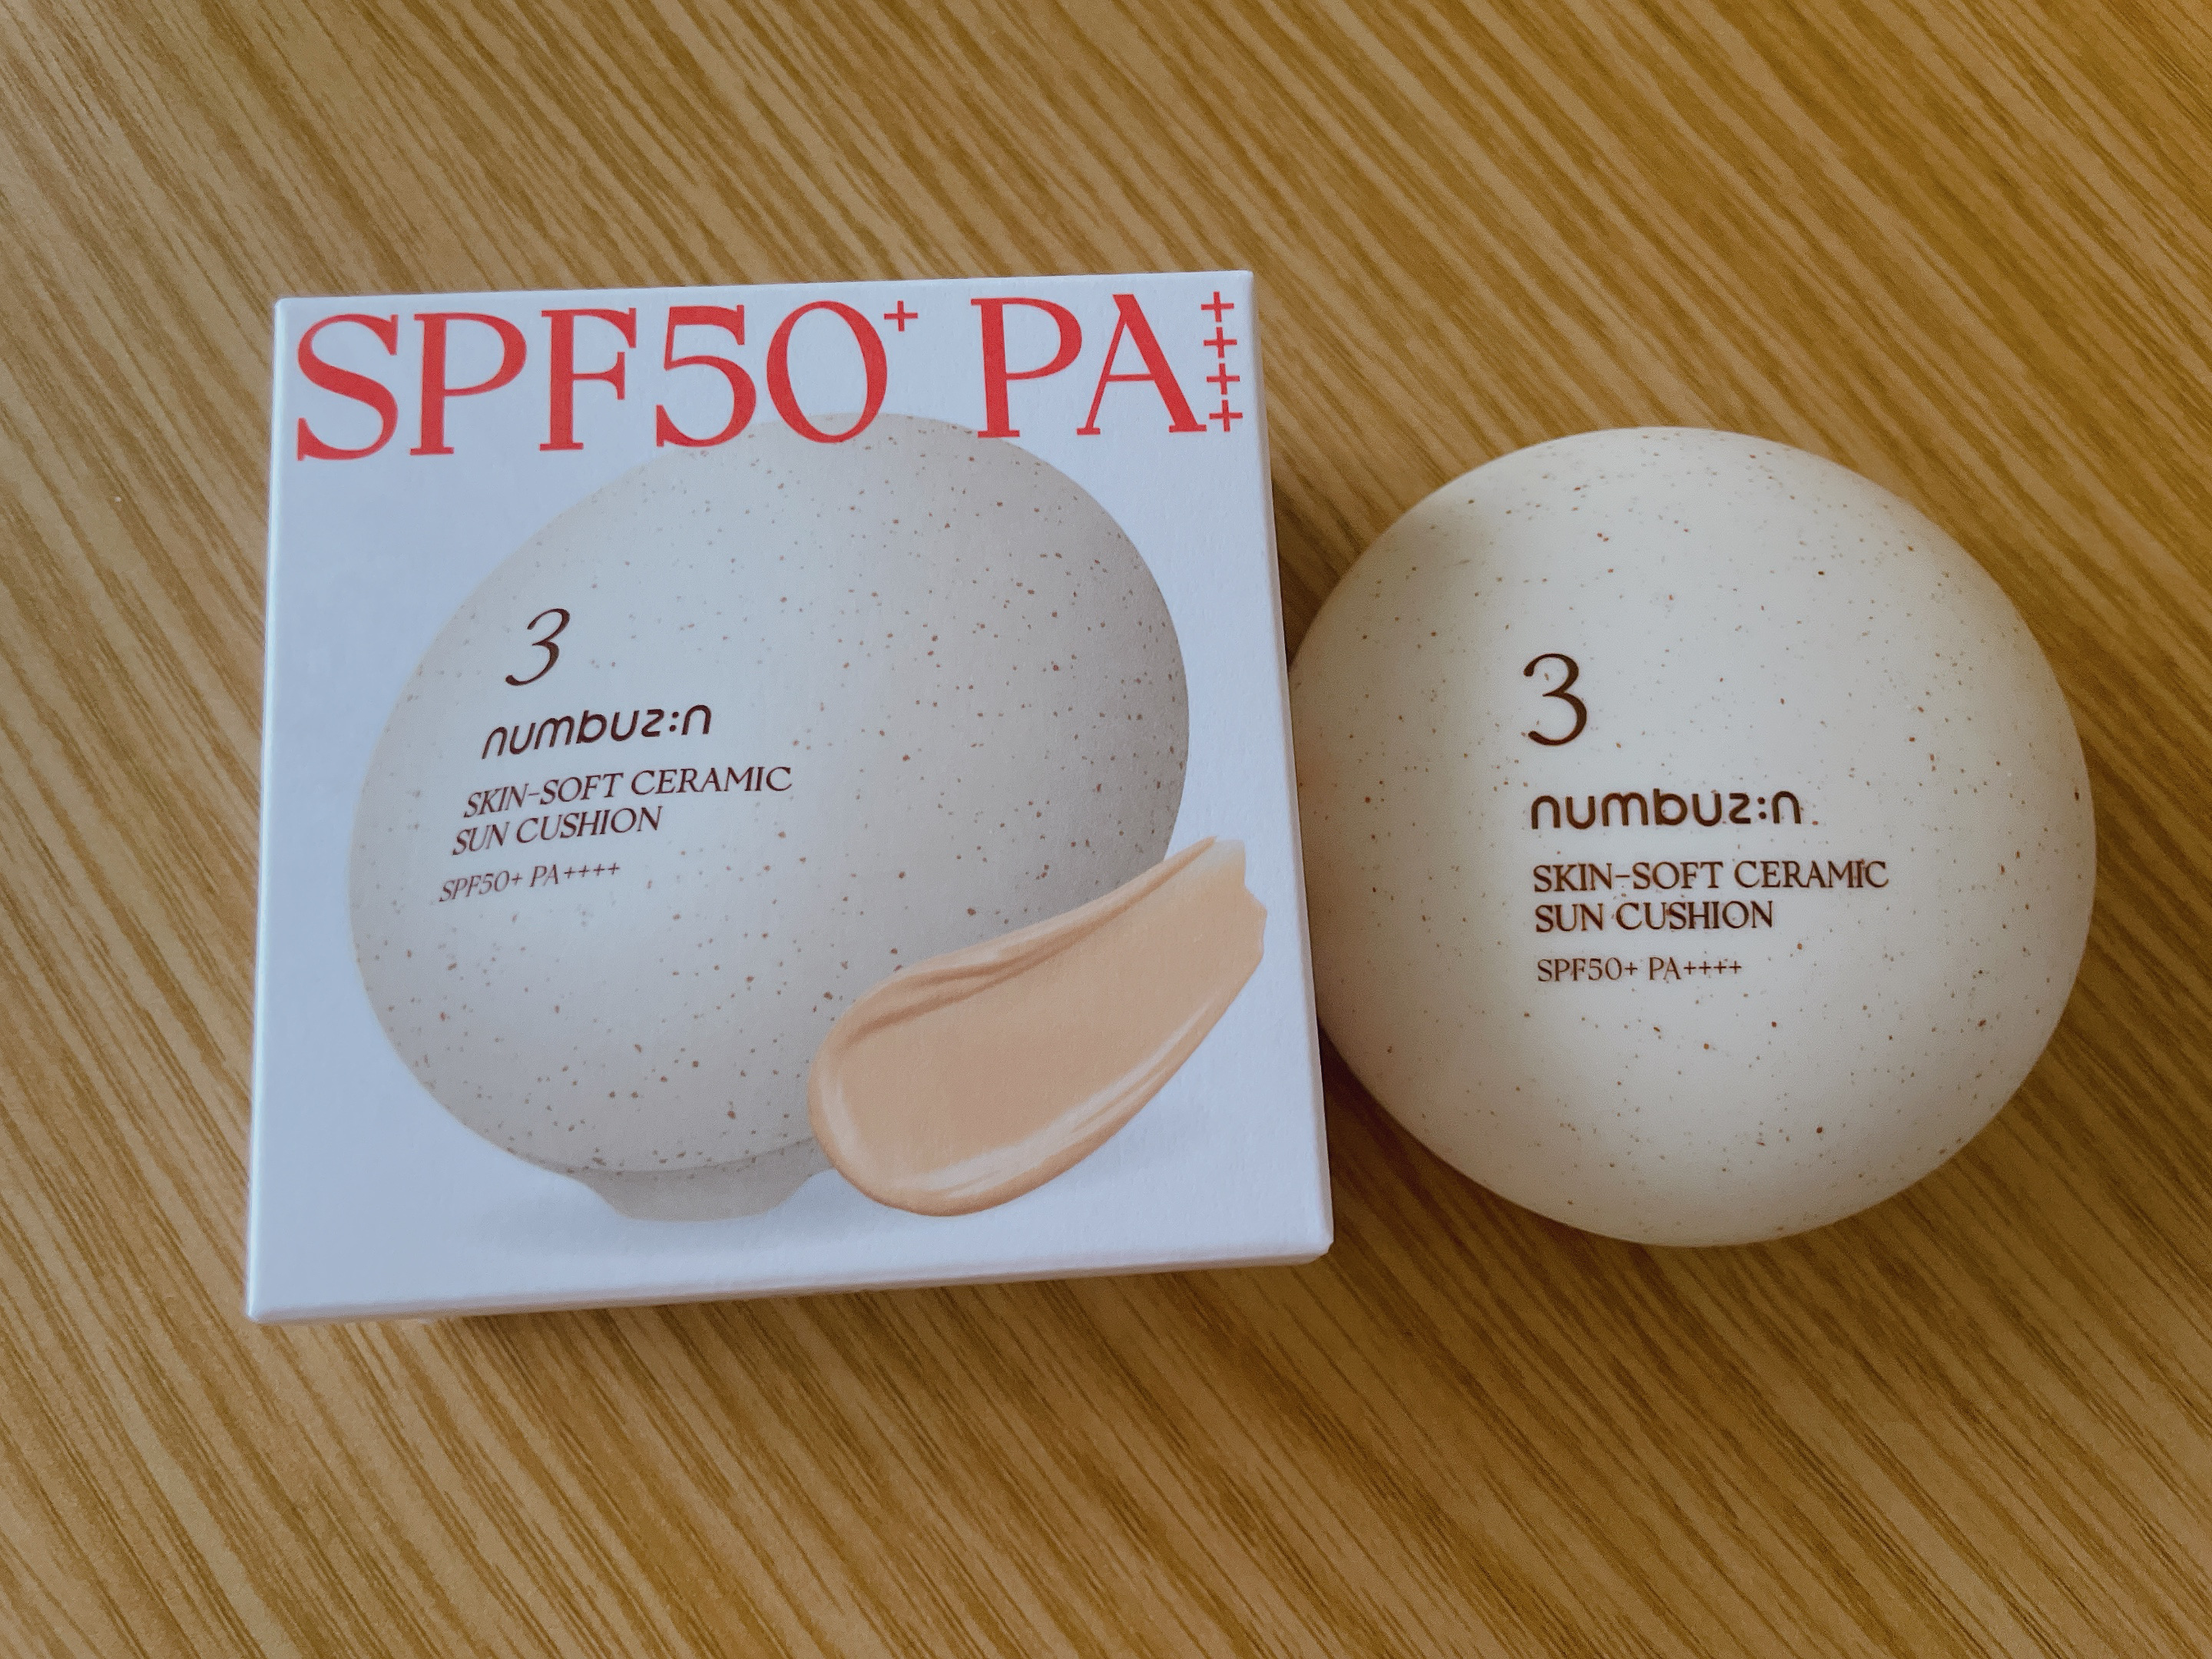 SPF50+ PA++++
3
numbuz:n
SKIN-SOFT CERAMIC
SUN CUSHION
SPF50+ PA++++
3
numbuz:n
SKIN-SOFT CERAMIC
SUN CUSHION
SPF50+ PA++++